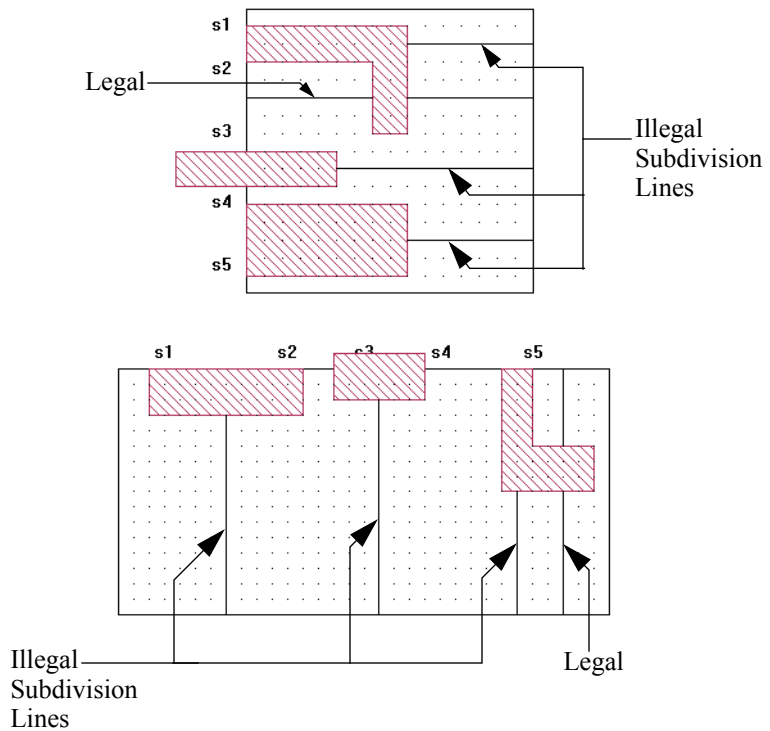 s1
s2
Legal
s3
Illegal
Subdivision
Lines
s4
s5
s1 s2 s3 s4 s5
Illegal
Subdivision
Lines
Legal